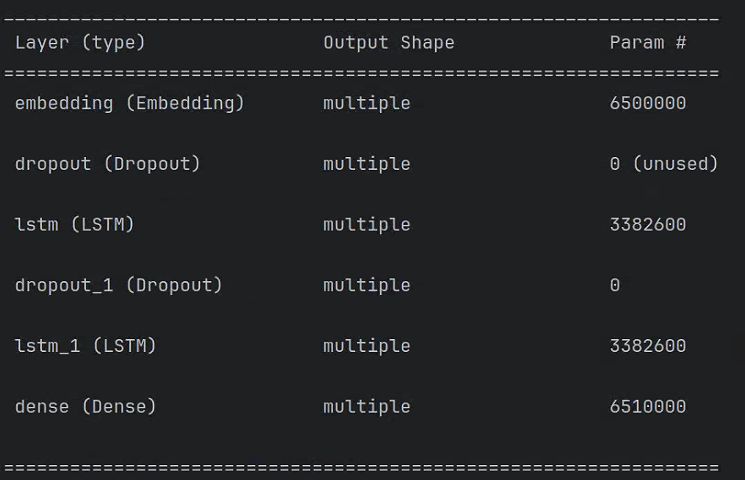 _________________________________________________________________
Layer (type) Output Shape Param #
=================================================================
embedding (Embedding) multiple 6500000
dropout (Dropout) multiple 0 (unused)
lstm (LSTM) multiple 3382600
dropout_1 (Dropout) multiple 0
lstm_1 (LSTM) multiple 3382600
dense (Dense) multiple 6510000
=================================================================